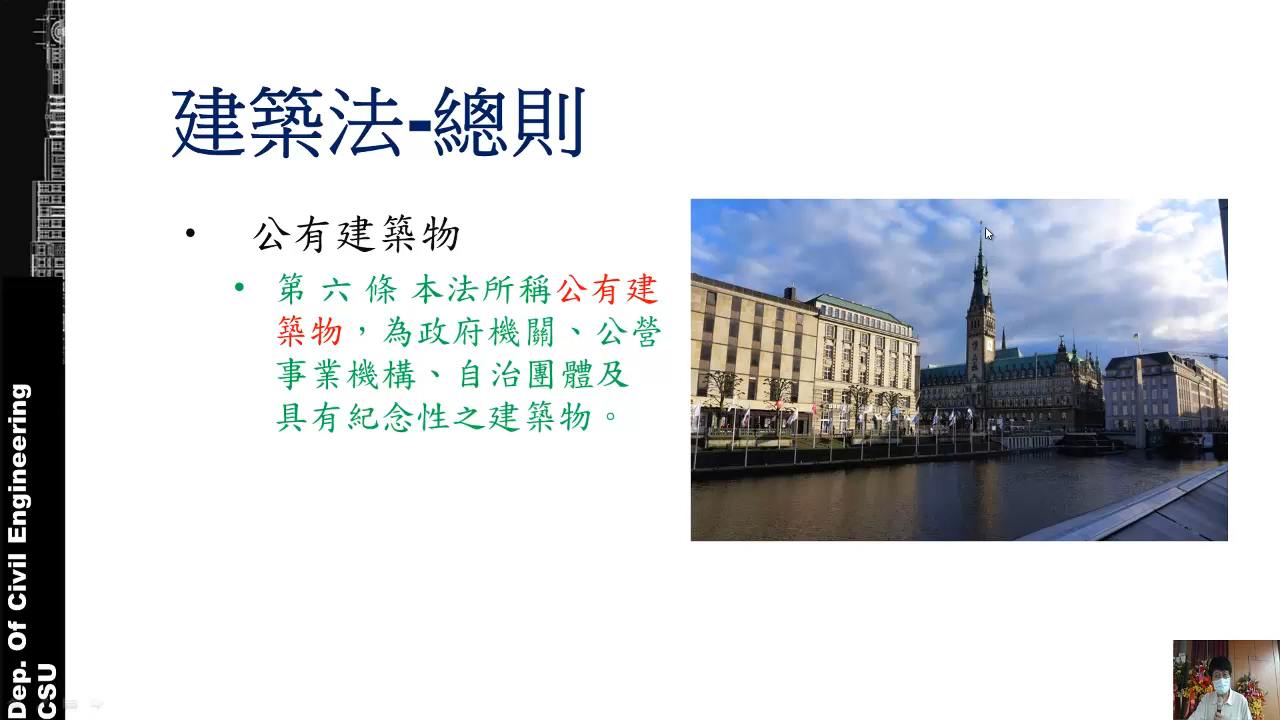 建築法-總則
• 公有建築物
• 第 六 條 本法所稱公有建
築物，為政府機關、公營
事業機構、自治團體及
具有紀念性之建築物。
Dep. Of Civil Engineering
CSU